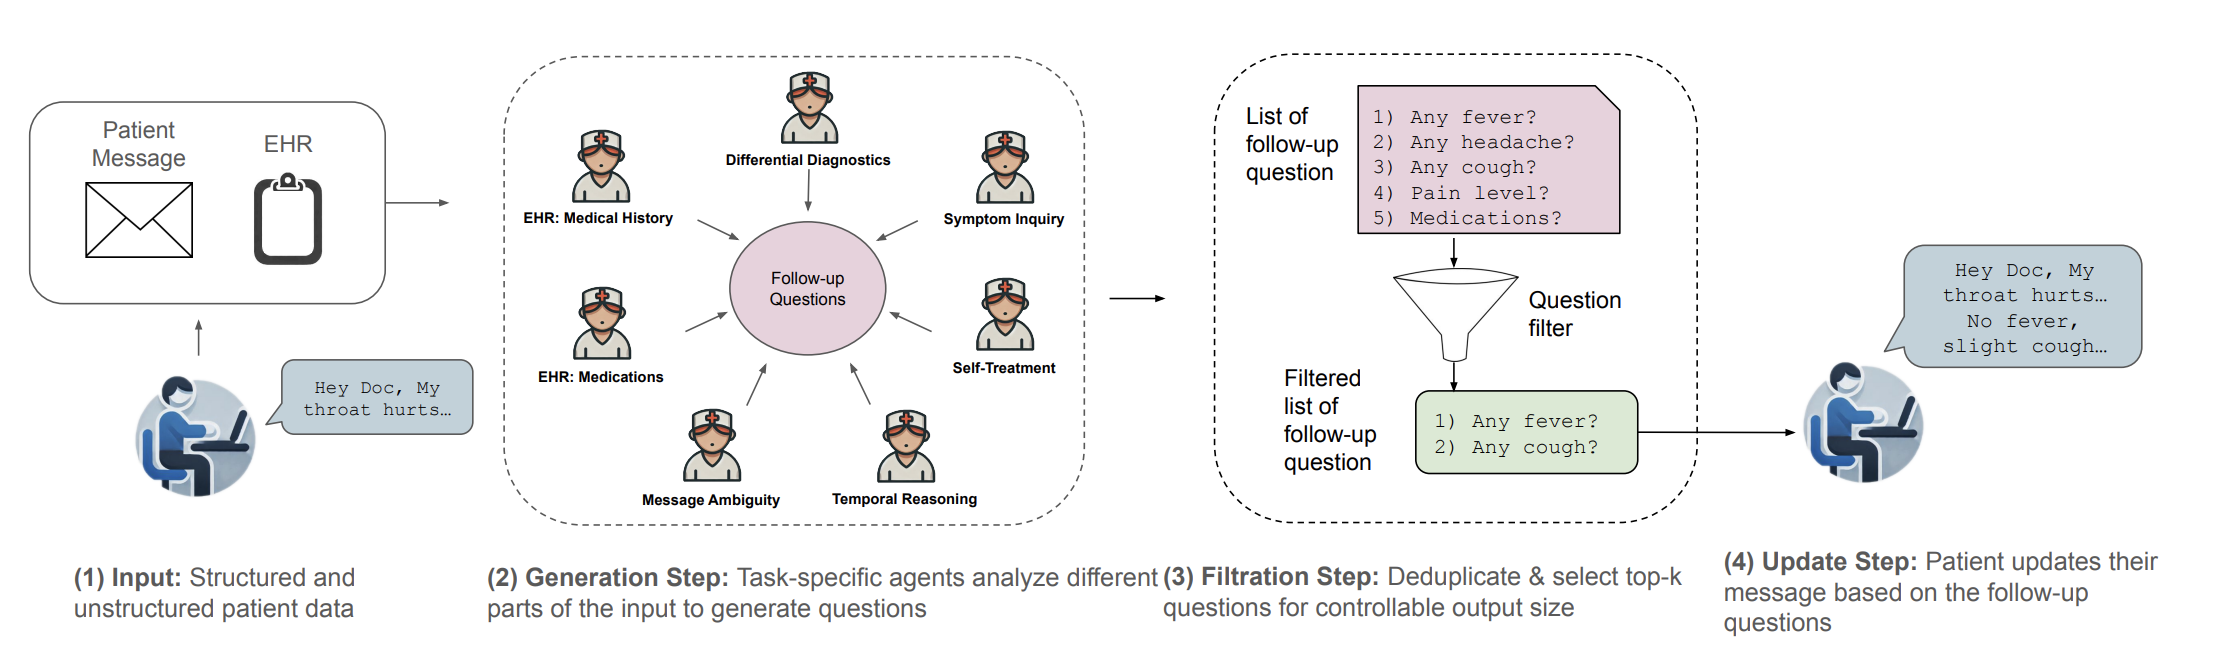 Patient
Message
EHR
Hey Doc, My
throat hurts…
(1) Input: Structured and
unstructured patient data
Differential Diagnostics
EHR: Medical History
Symptom Inquiry
Follow-up
Questions
EHR: Medications
Self-Treatment
Message Ambiguity
Temporal Reasoning
(2) Generation Step: Task-specific agents analyze different
parts of the input to generate questions
List of
follow-up
question
1) Any fever?
2) Any headache?
3) Any cough?
4) Pain level?
5) Medications?
Question
filter
Filtered
list of
follow-up
question
1) Any fever?
2) Any cough?
(3) Filtration Step: Deduplicate & select top-k
questions for controllable output size
Hey Doc, My
throat hurts…
No fever,
slight cough…
(4) Update Step: Patient updates their
message based on the follow-up
questions